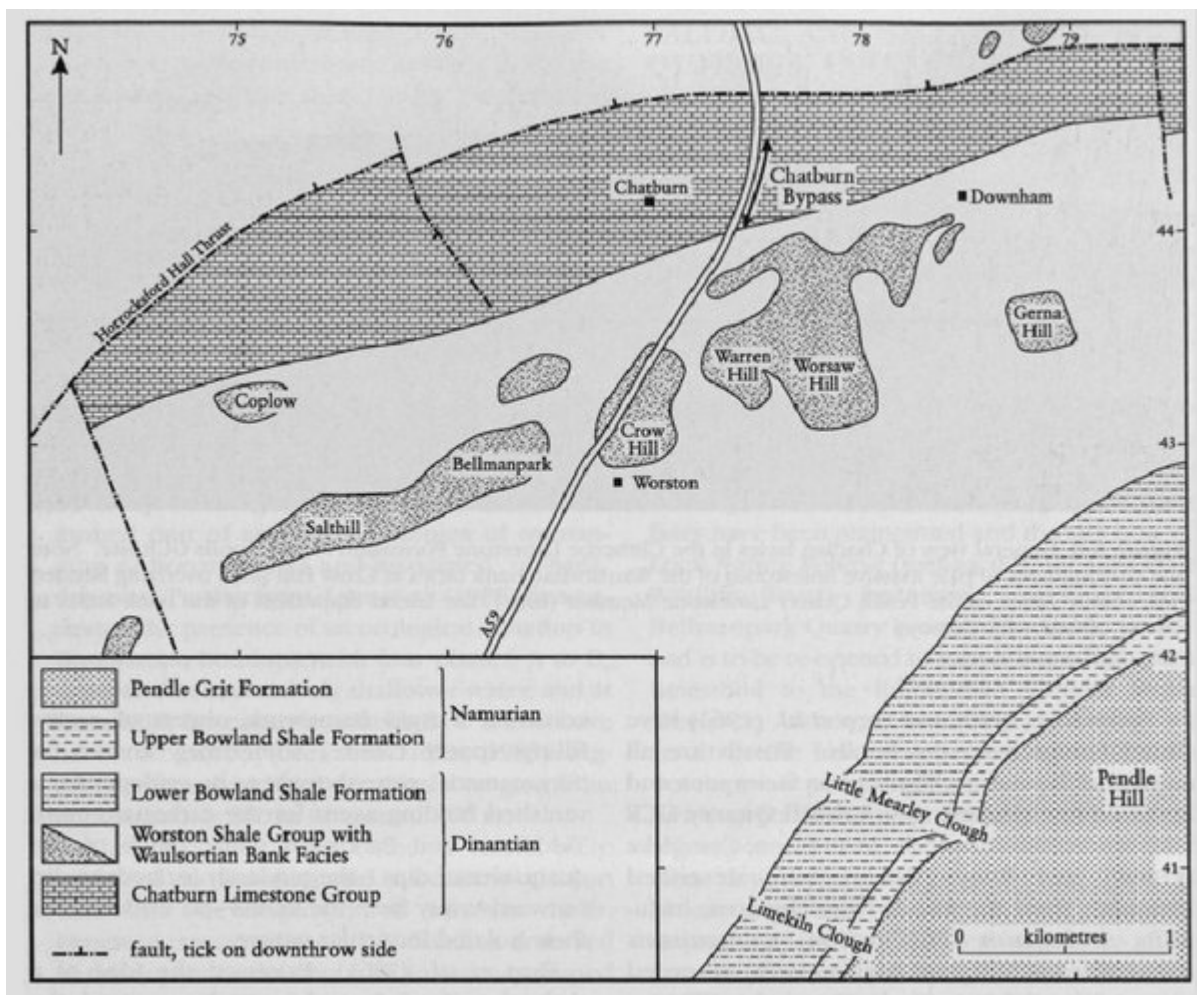 N
75
76
77
78
79
Horrocksford Hall Thrust
Chatburn
Chatburn
Bypass
Downham
44
Coplow
Warren
Hill
Worsaw
Hill
Gerna
Hill
Crow
Hill
Bellmanpark
Worston
43
Salthill
42
Pendle Grit Formation
Upper Bowland Shale Formation
Namurian
Lower Bowland Shale Formation
Worston Shale Group with
Waulsortian Bank Facies
Dinantian
Chatburn Limestone Group
fault, tick on downthrow side
Little Mearley Clough
Pendle
Hill
Limekiln Clough
41
0 kilometres 1